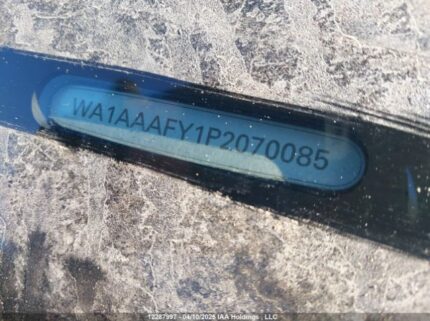 WA1AAAFY1P2070085
12287997 - 04/10/2025 IAA Holdings , LLC